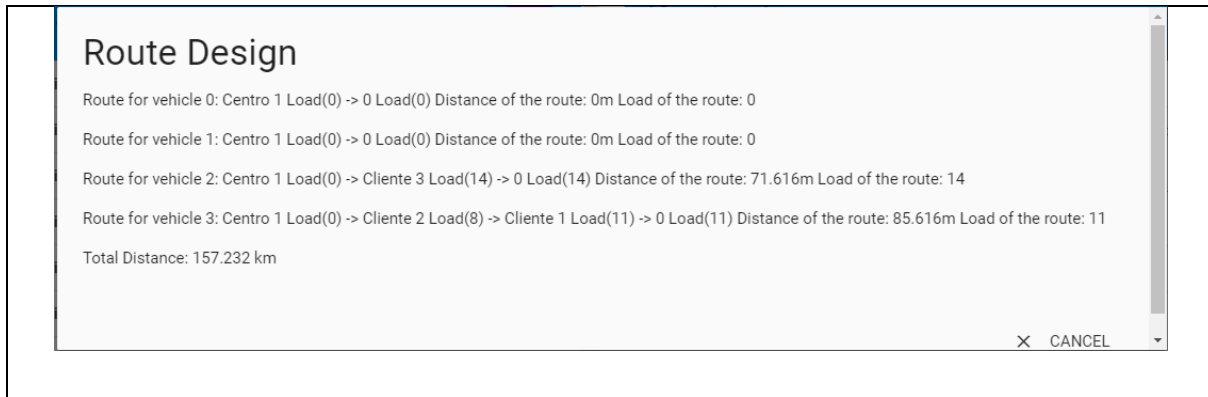 Route Design
Route for vehicle 0: Centro 1 Load(0) -> 0 Load(0) Distance of the route: 0m Load of the route: 0
Route for vehicle 1: Centro 1 Load(0) -> 0 Load(0) Distance of the route: 0m Load of the route: 0
Route for vehicle 2: Centro 1 Load(0) -> Cliente 3 Load(14) -> 0 Load(14) Distance of the route: 71.616m Load of the route: 14
Route for vehicle 3: Centro 1 Load(0) -> Cliente 2 Load(8) -> Cliente 1 Load(11) -> 0 Load(11) Distance of the route: 85.616m Load of the route: 11
Total Distance: 157.232 km
CANCEL